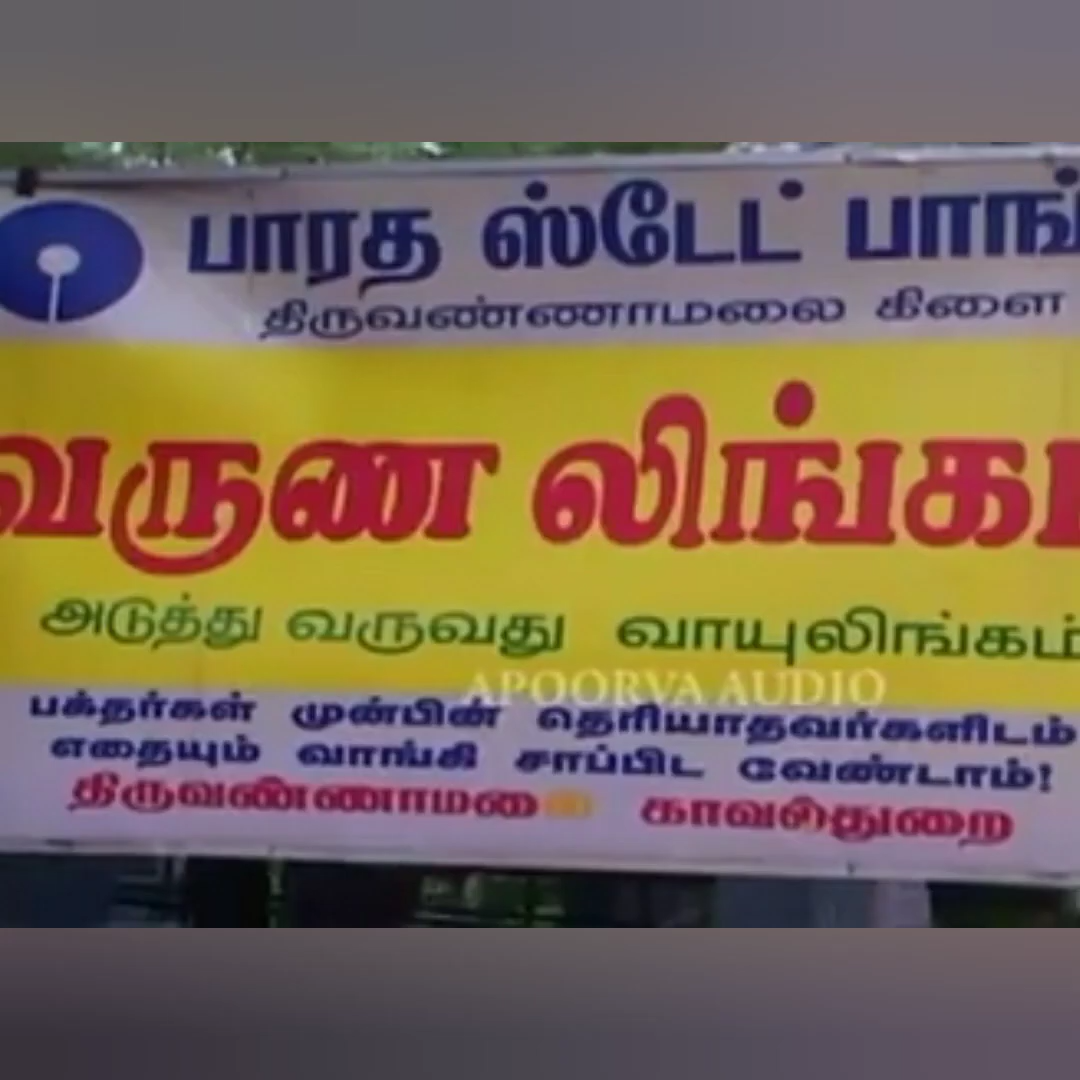 பாரத ஸ்டேட் பாங்
திருவண்ணாமலை கிளை
வருண லிங்க
அடுத்து வருவது வாயுலிங்கம்
APOORVA AUDIO
பக்தர்கள் முன்பின் தெரியாதவர்களிடம்
எதையும் வாங்கி சாப்பிட வேண்டாம்!
திருவண்ணாமலை காவல்துறை